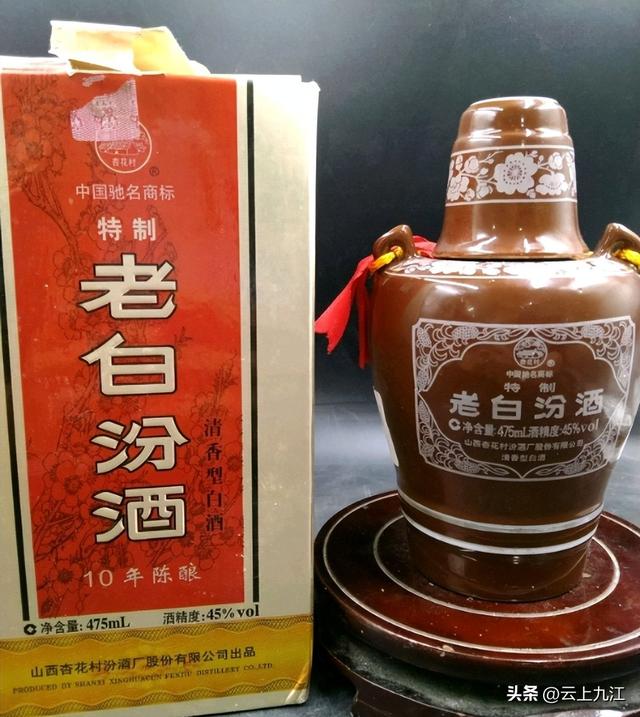 杏花村
®
中国驰名商标
特制
老白汾酒
清香型白酒
10年陈酿
净含量: 475mL 酒精度: 45%vol
山西杏花村汾酒厂股份有限公司出品
PRODUCED BY SHANXI XINGHUACUN FENJIU DISTILLERY CO.,LTD.
杏花村
®
中国驰名商标
特制
老白汾酒
净含量: 475mL 酒精度: 45%vol
山西杏花村汾酒厂股份有限公司
清香型白酒
头条 @云上九江